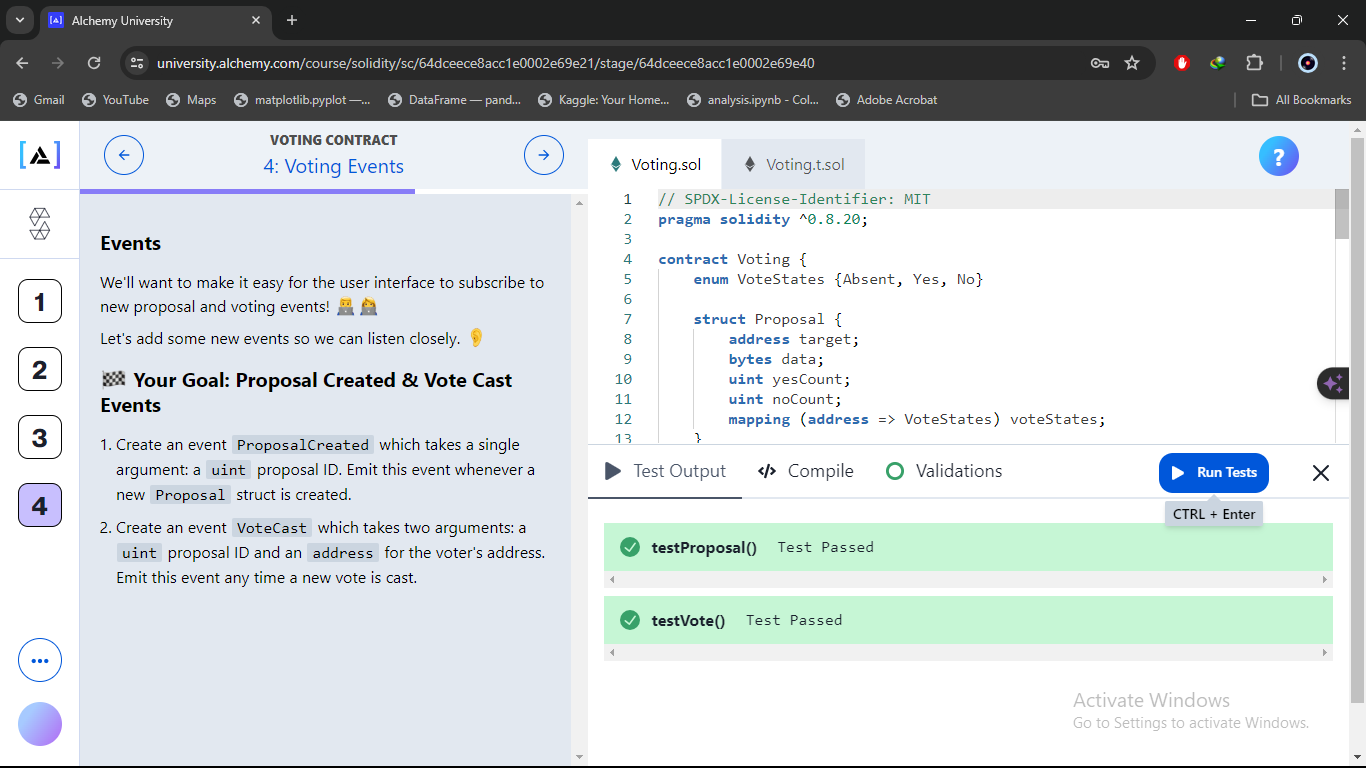 Alchemy University
university.alchemy.com/course/solidity/sc/64dceece8acc1e0002e69e21/stage/64dceece8acc1e0002e69e40
Gmail YouTube Maps matplotlib.pyplot —... DataFrame — pand... Kaggle: Your Home... analysis.ipynb - Col... Adobe Acrobat All Bookmarks
[A]
1
2
3
4
VOTING CONTRACT
4: Voting Events
Events
We'll want to make it easy for the user interface to subscribe to
new proposal and voting events! 👨‍💻 👩‍💻
Let's add some new events so we can listen closely. 👂
🏁 Your Goal: Proposal Created & Vote Cast
Events
1. Create an event ProposalCreated which takes a single
argument: a uint proposal ID. Emit this event whenever a
new Proposal struct is created.
2. Create an event VoteCast which takes two arguments: a
uint proposal ID and an address for the voter's address.
Emit this event any time a new vote is cast.
Voting.sol Voting.t.sol
?
1 // SPDX-License-Identifier: MIT
2 pragma solidity ^0.8.20;
3
4 contract Voting {
5 enum VoteStates {Absent, Yes, No}
6
7 struct Proposal {
8 address target;
9 bytes data;
10 uint yesCount;
11 uint noCount;
12 mapping (address => VoteStates) voteStates;
13 }
Test Output Compile Validations Run Tests
CTRL + Enter
testProposal() Test Passed
testVote() Test Passed
Activate Windows
Go to Settings to activate Windows.